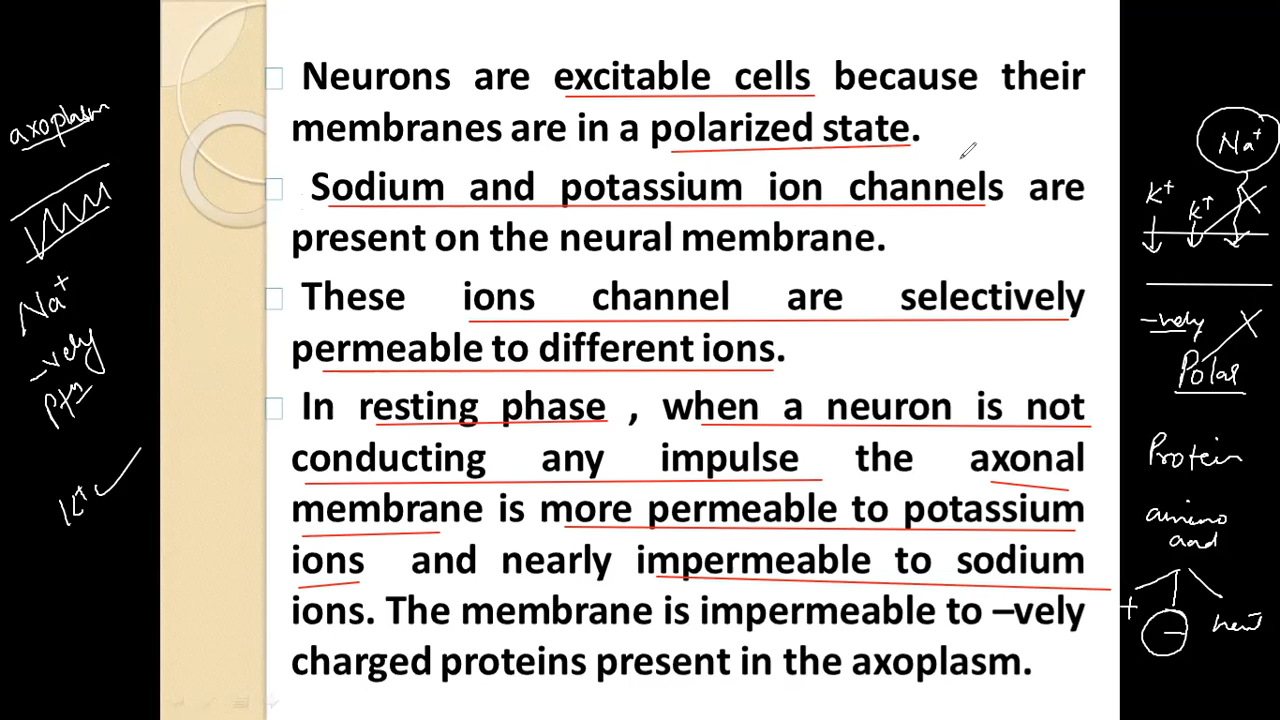 Neurons are excitable cells because their
membranes are in a polarized state.
Sodium and potassium ion channels are
present on the neural membrane.
These ions channel are selectively
permeable to different ions.
In resting phase , when a neuron is not
conducting any impulse the axonal
membrane is more permeable to potassium
ions and nearly impermeable to sodium
ions. The membrane is impermeable to –vely
charged proteins present in the axoplasm.
axoplasm
Na⁺
-vely
K⁺
Na⁺
K⁺ K⁺
-vely
Polar
Protein
amino
acid
+ -